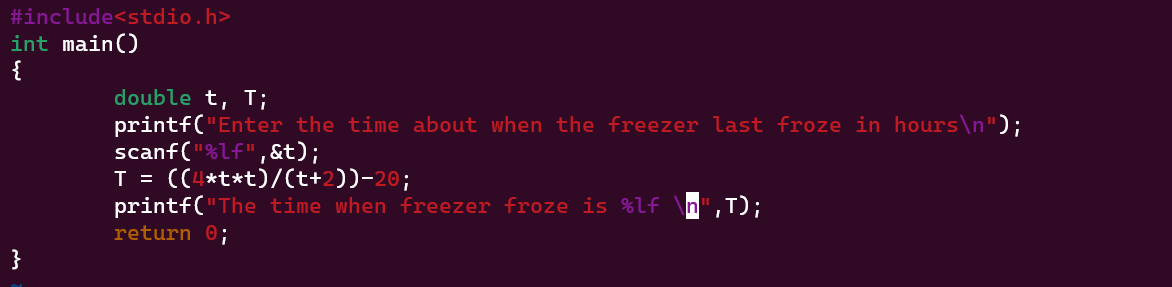 #include<stdio.h>
int main()
{
        double t, T;
        printf("Enter the time about when the freezer last froze in hours\n");
        scanf("%lf",&t);
        T = ((4*t*t)/(t+2))-20;
        printf("The time when freezer froze is %lf \n",T);
        return 0;
}
~